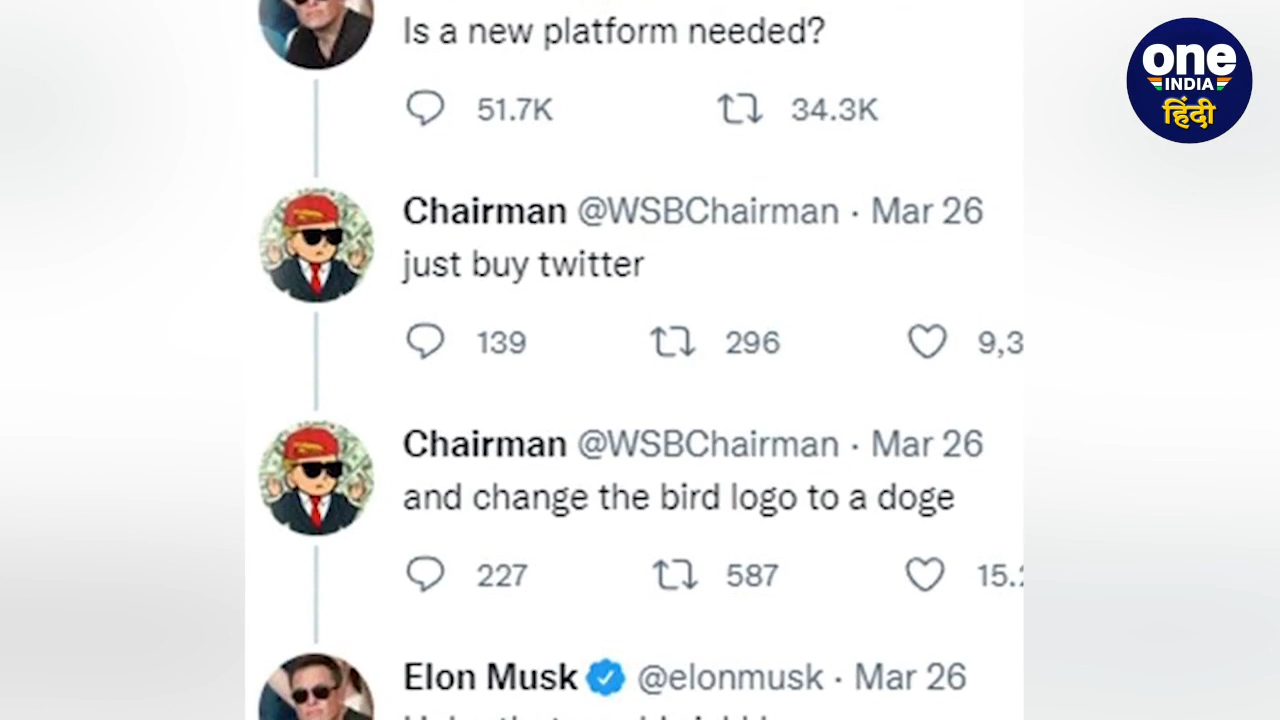 Is a new platform needed?
51.7K 34.3K
one
INDIA
हिंदी
Chairman @WSBChairman · Mar 26
just buy twitter
139 296 9,3
Chairman @WSBChairman · Mar 26
and change the bird logo to a doge
227 587 15.
Elon Musk @elonmusk · Mar 26